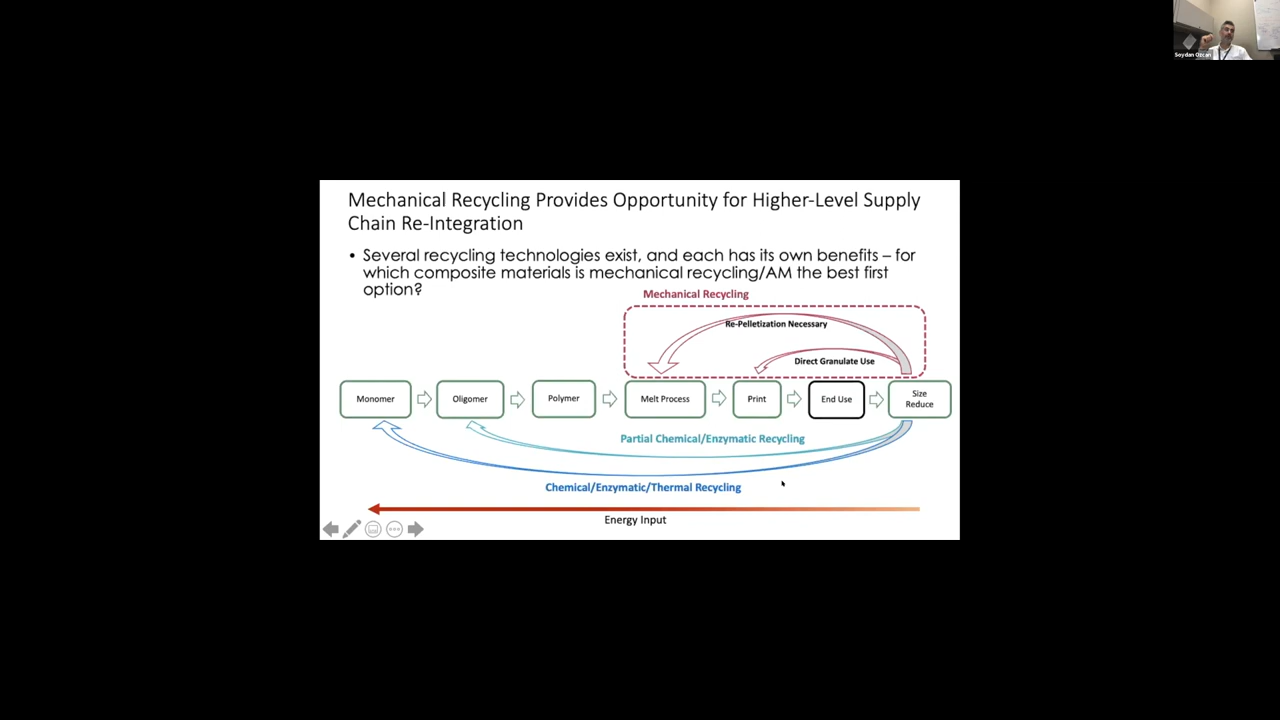 Soydan Ozcan
Mechanical Recycling Provides Opportunity for Higher-Level Supply
Chain Re-Integration
• Several recycling technologies exist, and each has its own benefits – for
which composite materials is mechanical recycling/AM the best first
option?
Mechanical Recycling
Re-Pelletization Necessary
Direct Granulate Use
Monomer
Oligomer
Polymer
Melt Process
Print
End Use
Size
Reduce
Partial Chemical/Enzymatic Recycling
Chemical/Enzymatic/Thermal Recycling
Energy Input